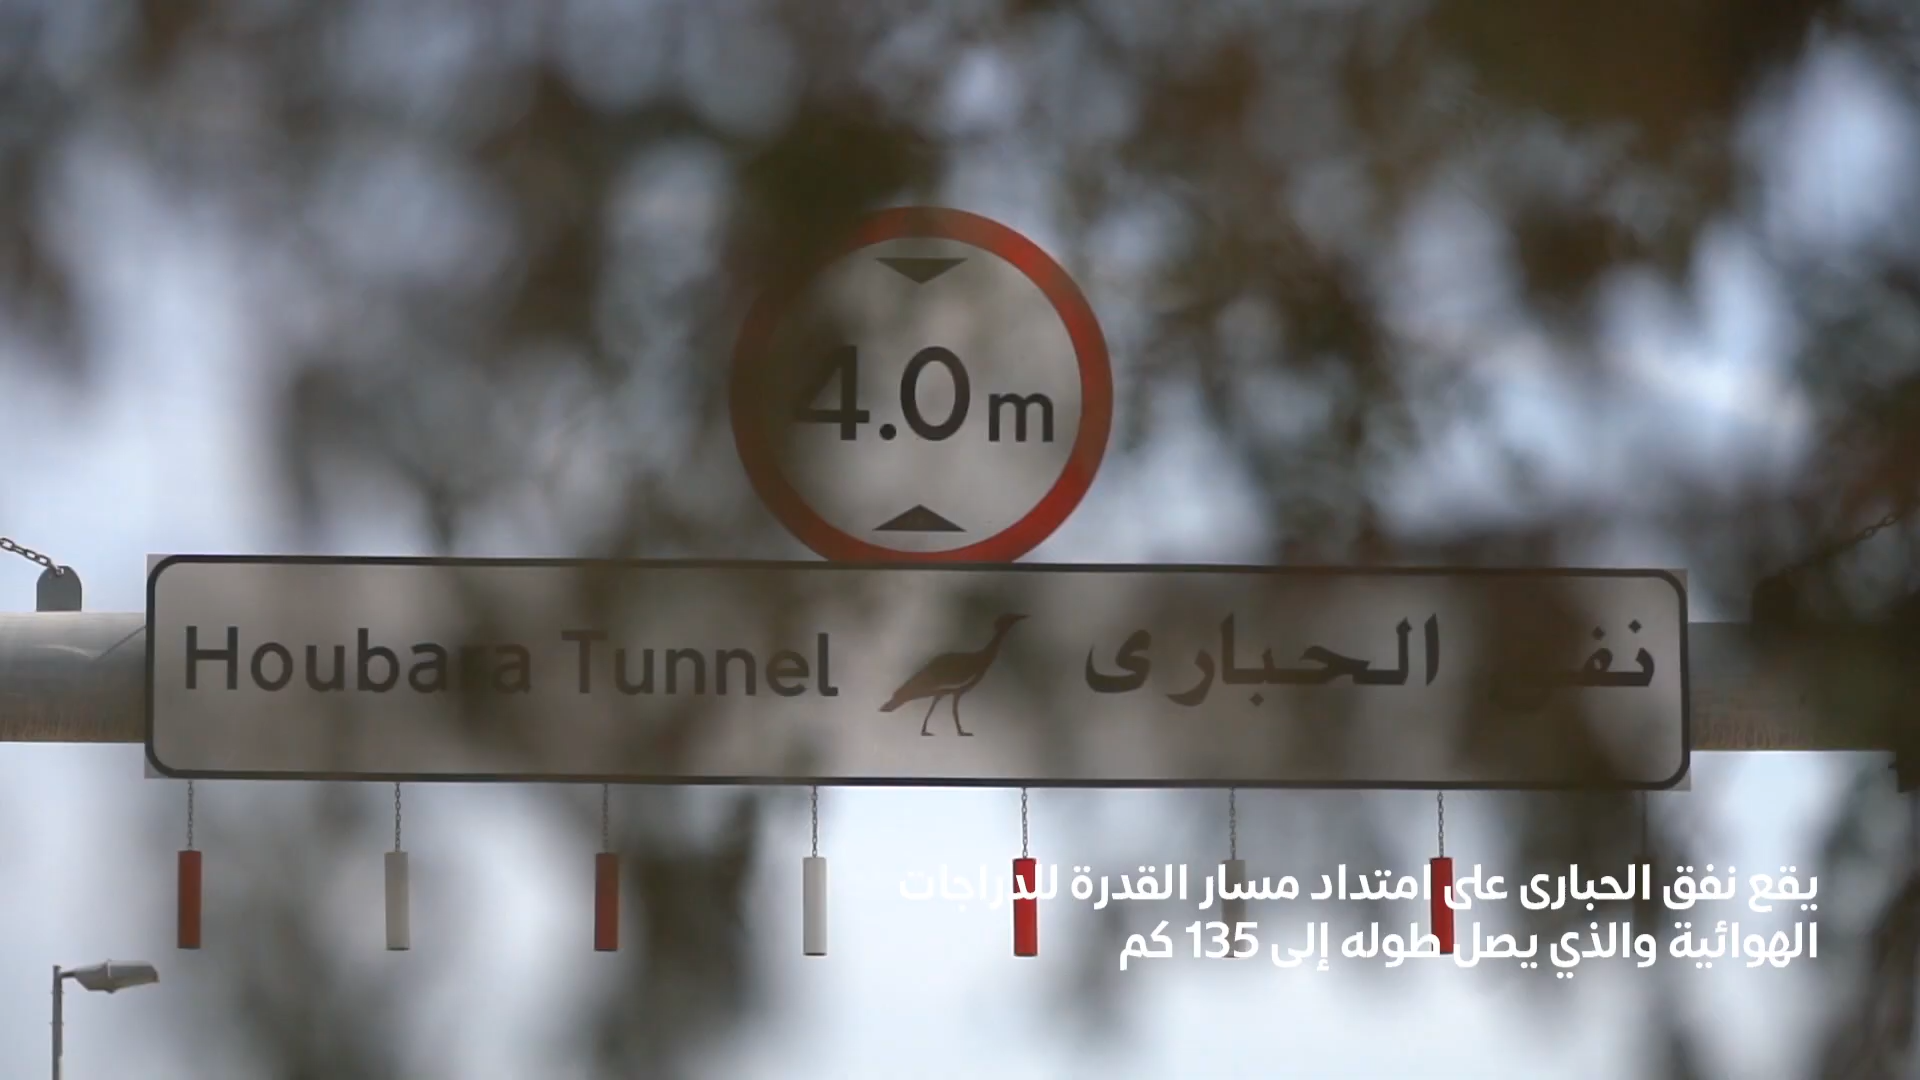 4.0m
Houbara Tunnel
نفق الحبارى
يقع نفق الحبارى على امتداد مسار القدرة للدراجات
الهوائية والذي يصل طوله إلى 135 كم